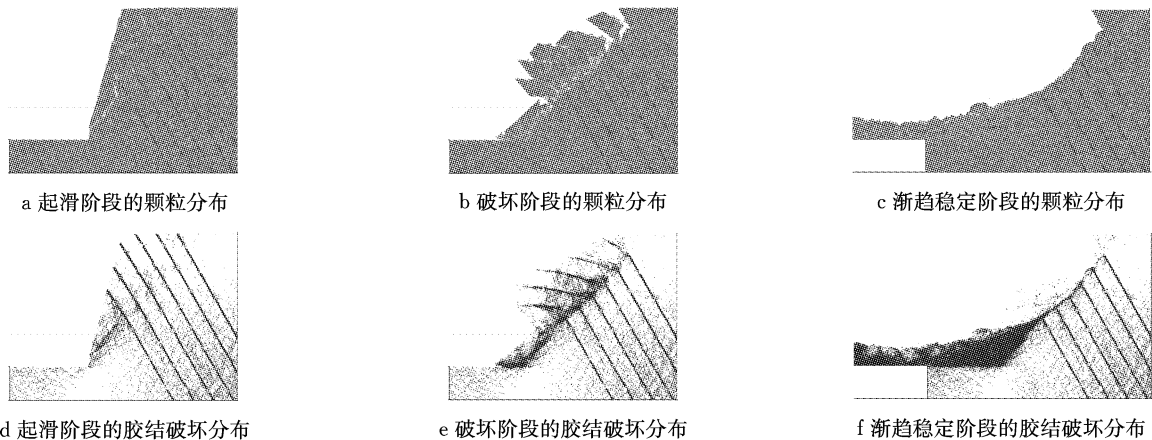 a 起滑阶段的颗粒分布
b 破坏阶段的颗粒分布
c 渐趋稳定阶段的颗粒分布
d 起滑阶段的胶结破坏分布
e 破坏阶段的胶结破坏分布
f 渐趋稳定阶段的胶结破坏分布